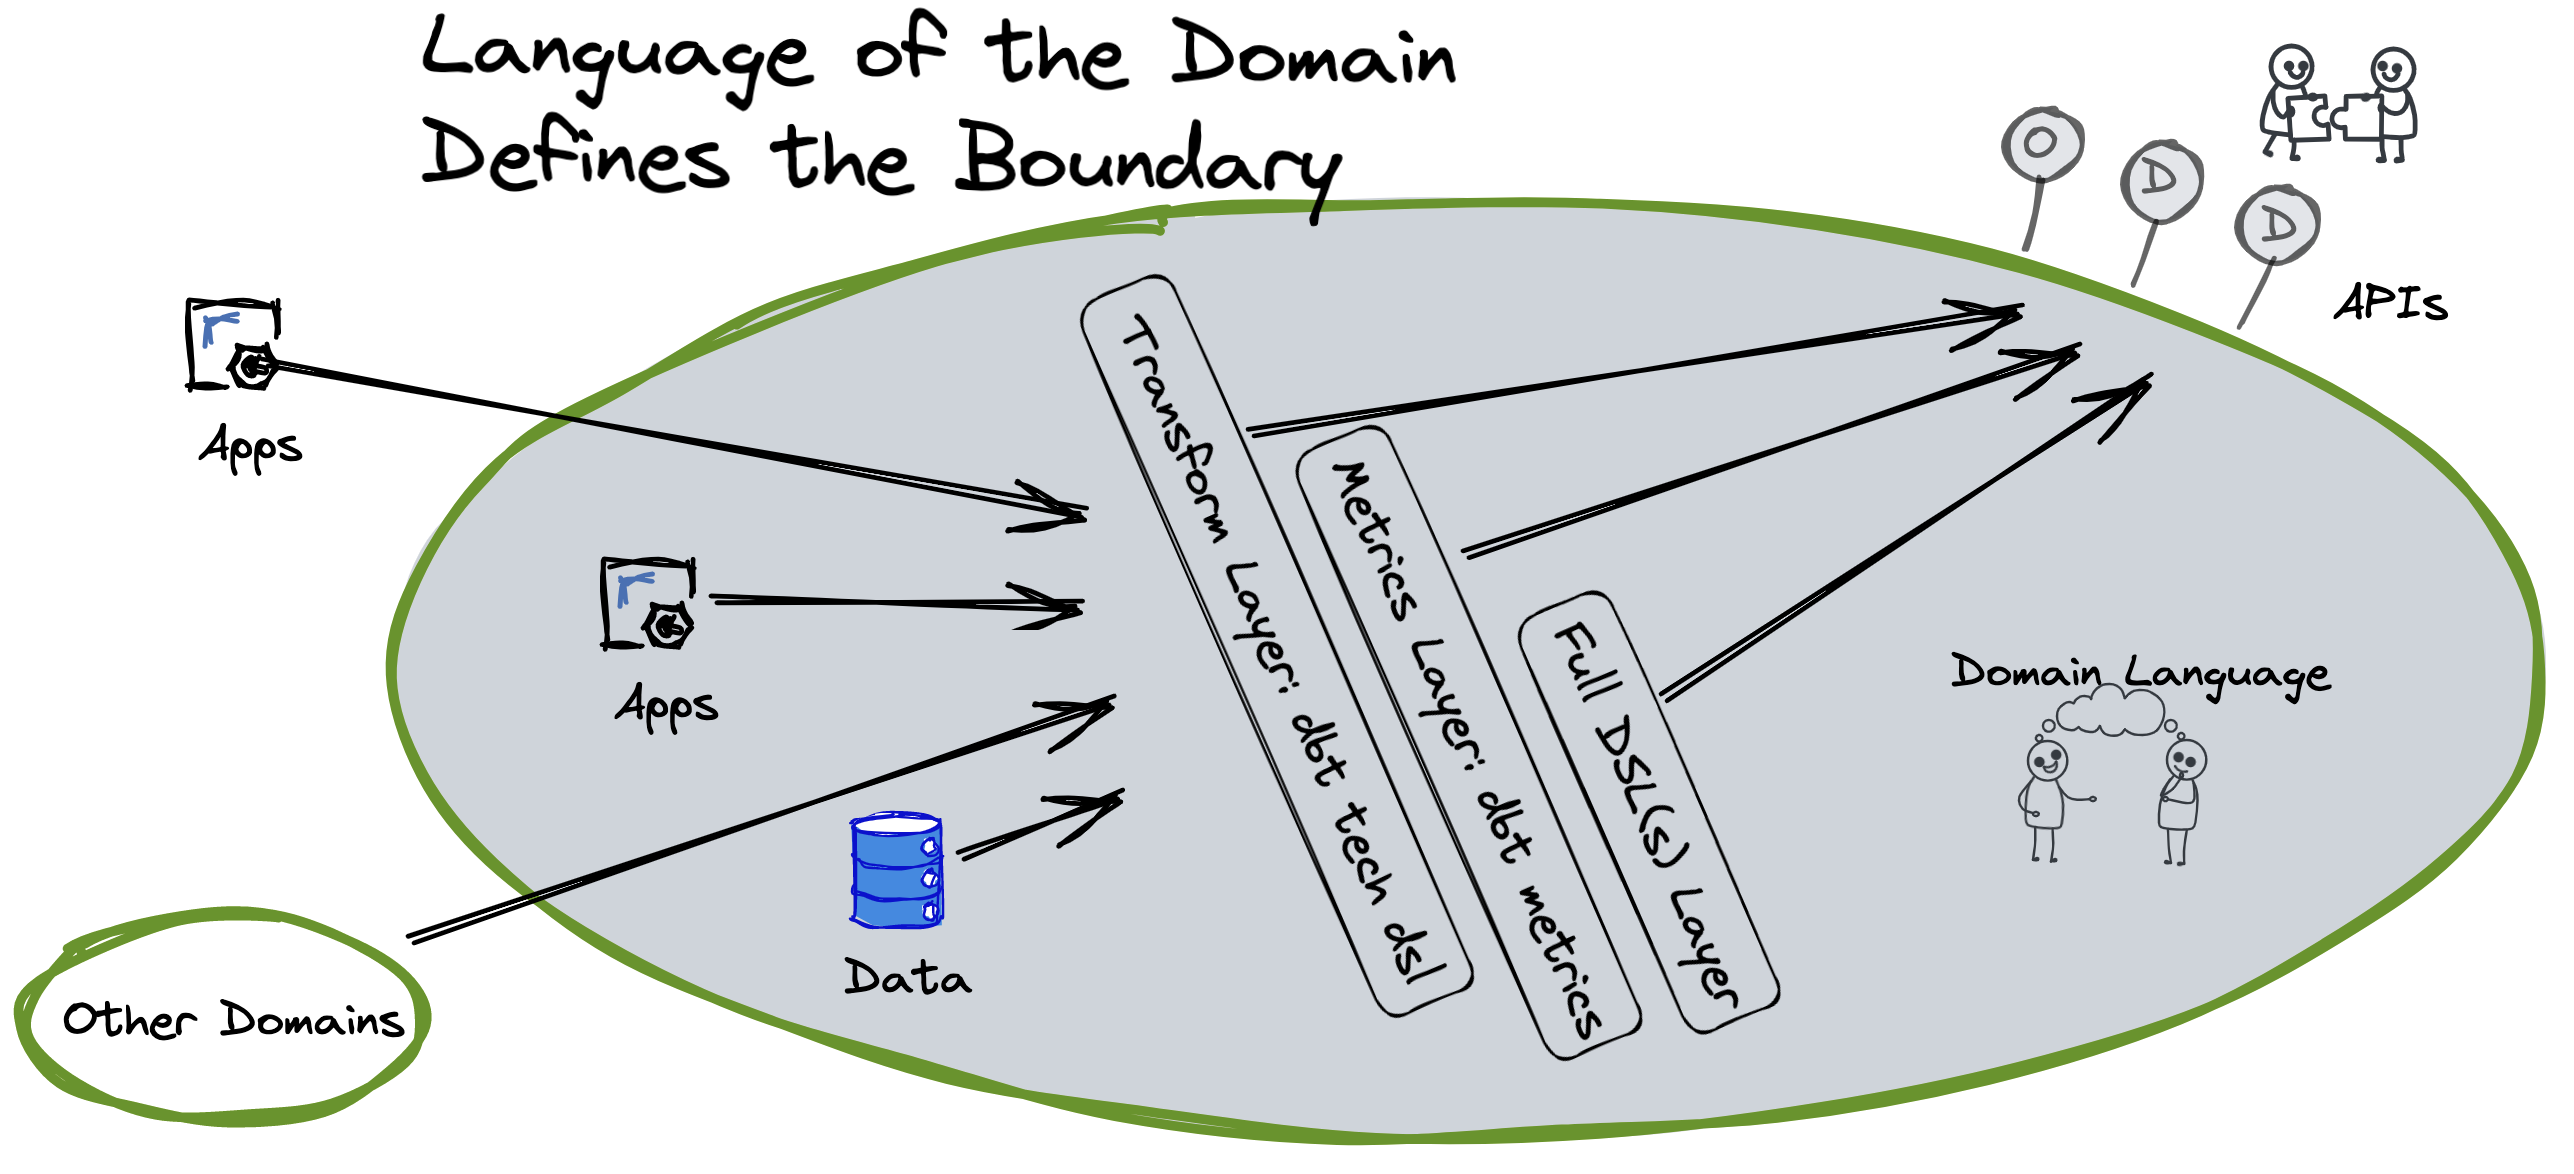 Language of the Domain
Defines the Boundary
O
D
D
APIs
Apps
Apps
Transform Layer: dbt tech dsl
Metrics Layer: dbt metrics
Full DSL(s) Layer
Domain Language
Data
Other Domains